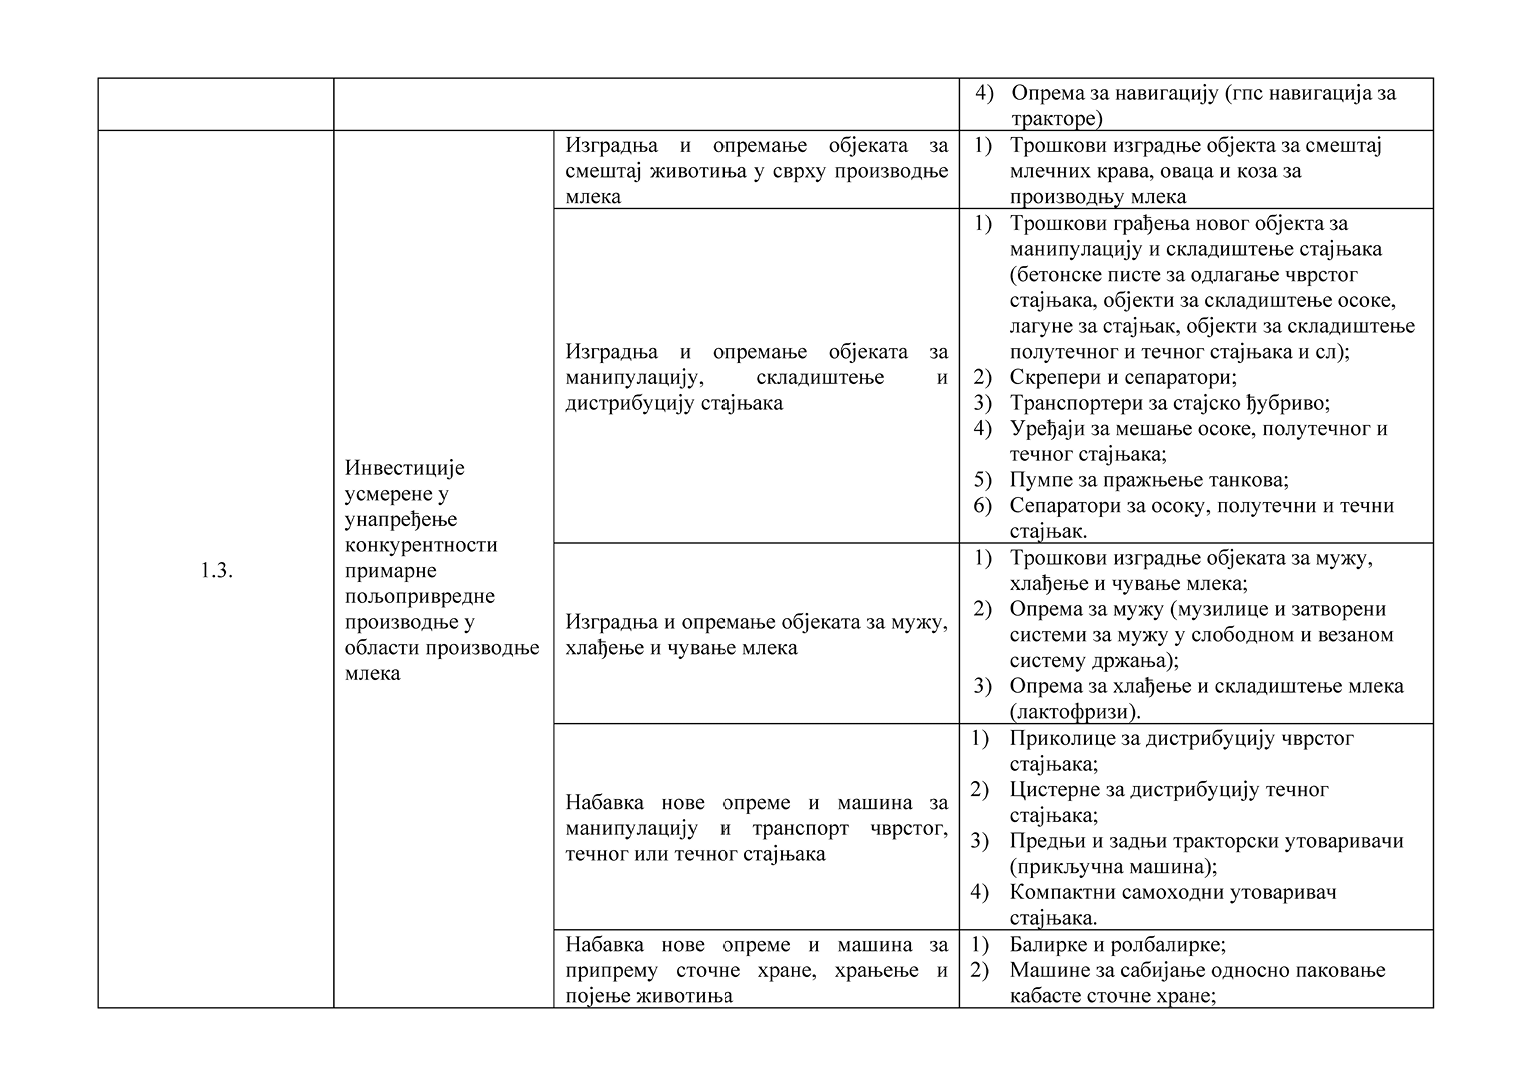 4) Опрема за навигацију (гпс навигација за
тракторе)
1.3.
Инвестиције
усмерене у
унапређење
конкурентности
примарне
пољопривредне
производње у
области производње
млека
Изградња и опремање објеката за
смештај животиња у сврху производње
млека
1) Трошкови изградње објекта за смештај
млечних крава, оваца и коза за
производњу млека
Изградња и опремање објеката за
манипулацију, складиштење и
дистрибуцију стајњака
1) Трошкови грађења новог објекта за
манипулацију и складиштење стајњака
(бетонске писте за одлагање чврстог
стајњака, објекти за складиштење осоке,
лагуне за стајњак, објекти за складиштење
полутечног и течног стајњака и сл);
2) Скрепери и сепаратори;
3) Транспортери за стајско ђубриво;
4) Уређаји за мешање осоке, полутечног и
течног стајњака;
5) Пумпе за пражњење танкова;
6) Сепаратори за осоку, полутечни и течни
стајњак.
Изградња и опремање објеката за мужу,
хлађење и чување млека
1) Трошкови изградње објеката за мужу,
хлађење и чување млека;
2) Опрема за мужу (музилице и затворени
системи за мужу у слободном и везаном
систему држања);
3) Опрема за хлађење и складиштење млека
(лактофризи).
Набавка нове опреме и машина за
манипулацију и транспорт чврстог,
течног или течног стајњака
1) Приколице за дистрибуцију чврстог
стајњака;
2) Цистерне за дистрибуцију течног
стајњака;
3) Предњи и задњи тракторски утоваривачи
(прикључна машина);
4) Компактни самоходни утоваривач
стајњака.
Набавка нове опреме и машина за
припрему сточне хране, храњење и
појење животиња
1) Балирке и ролбалирке;
2) Машине за сабијање односно паковање
кабасте сточне хране;